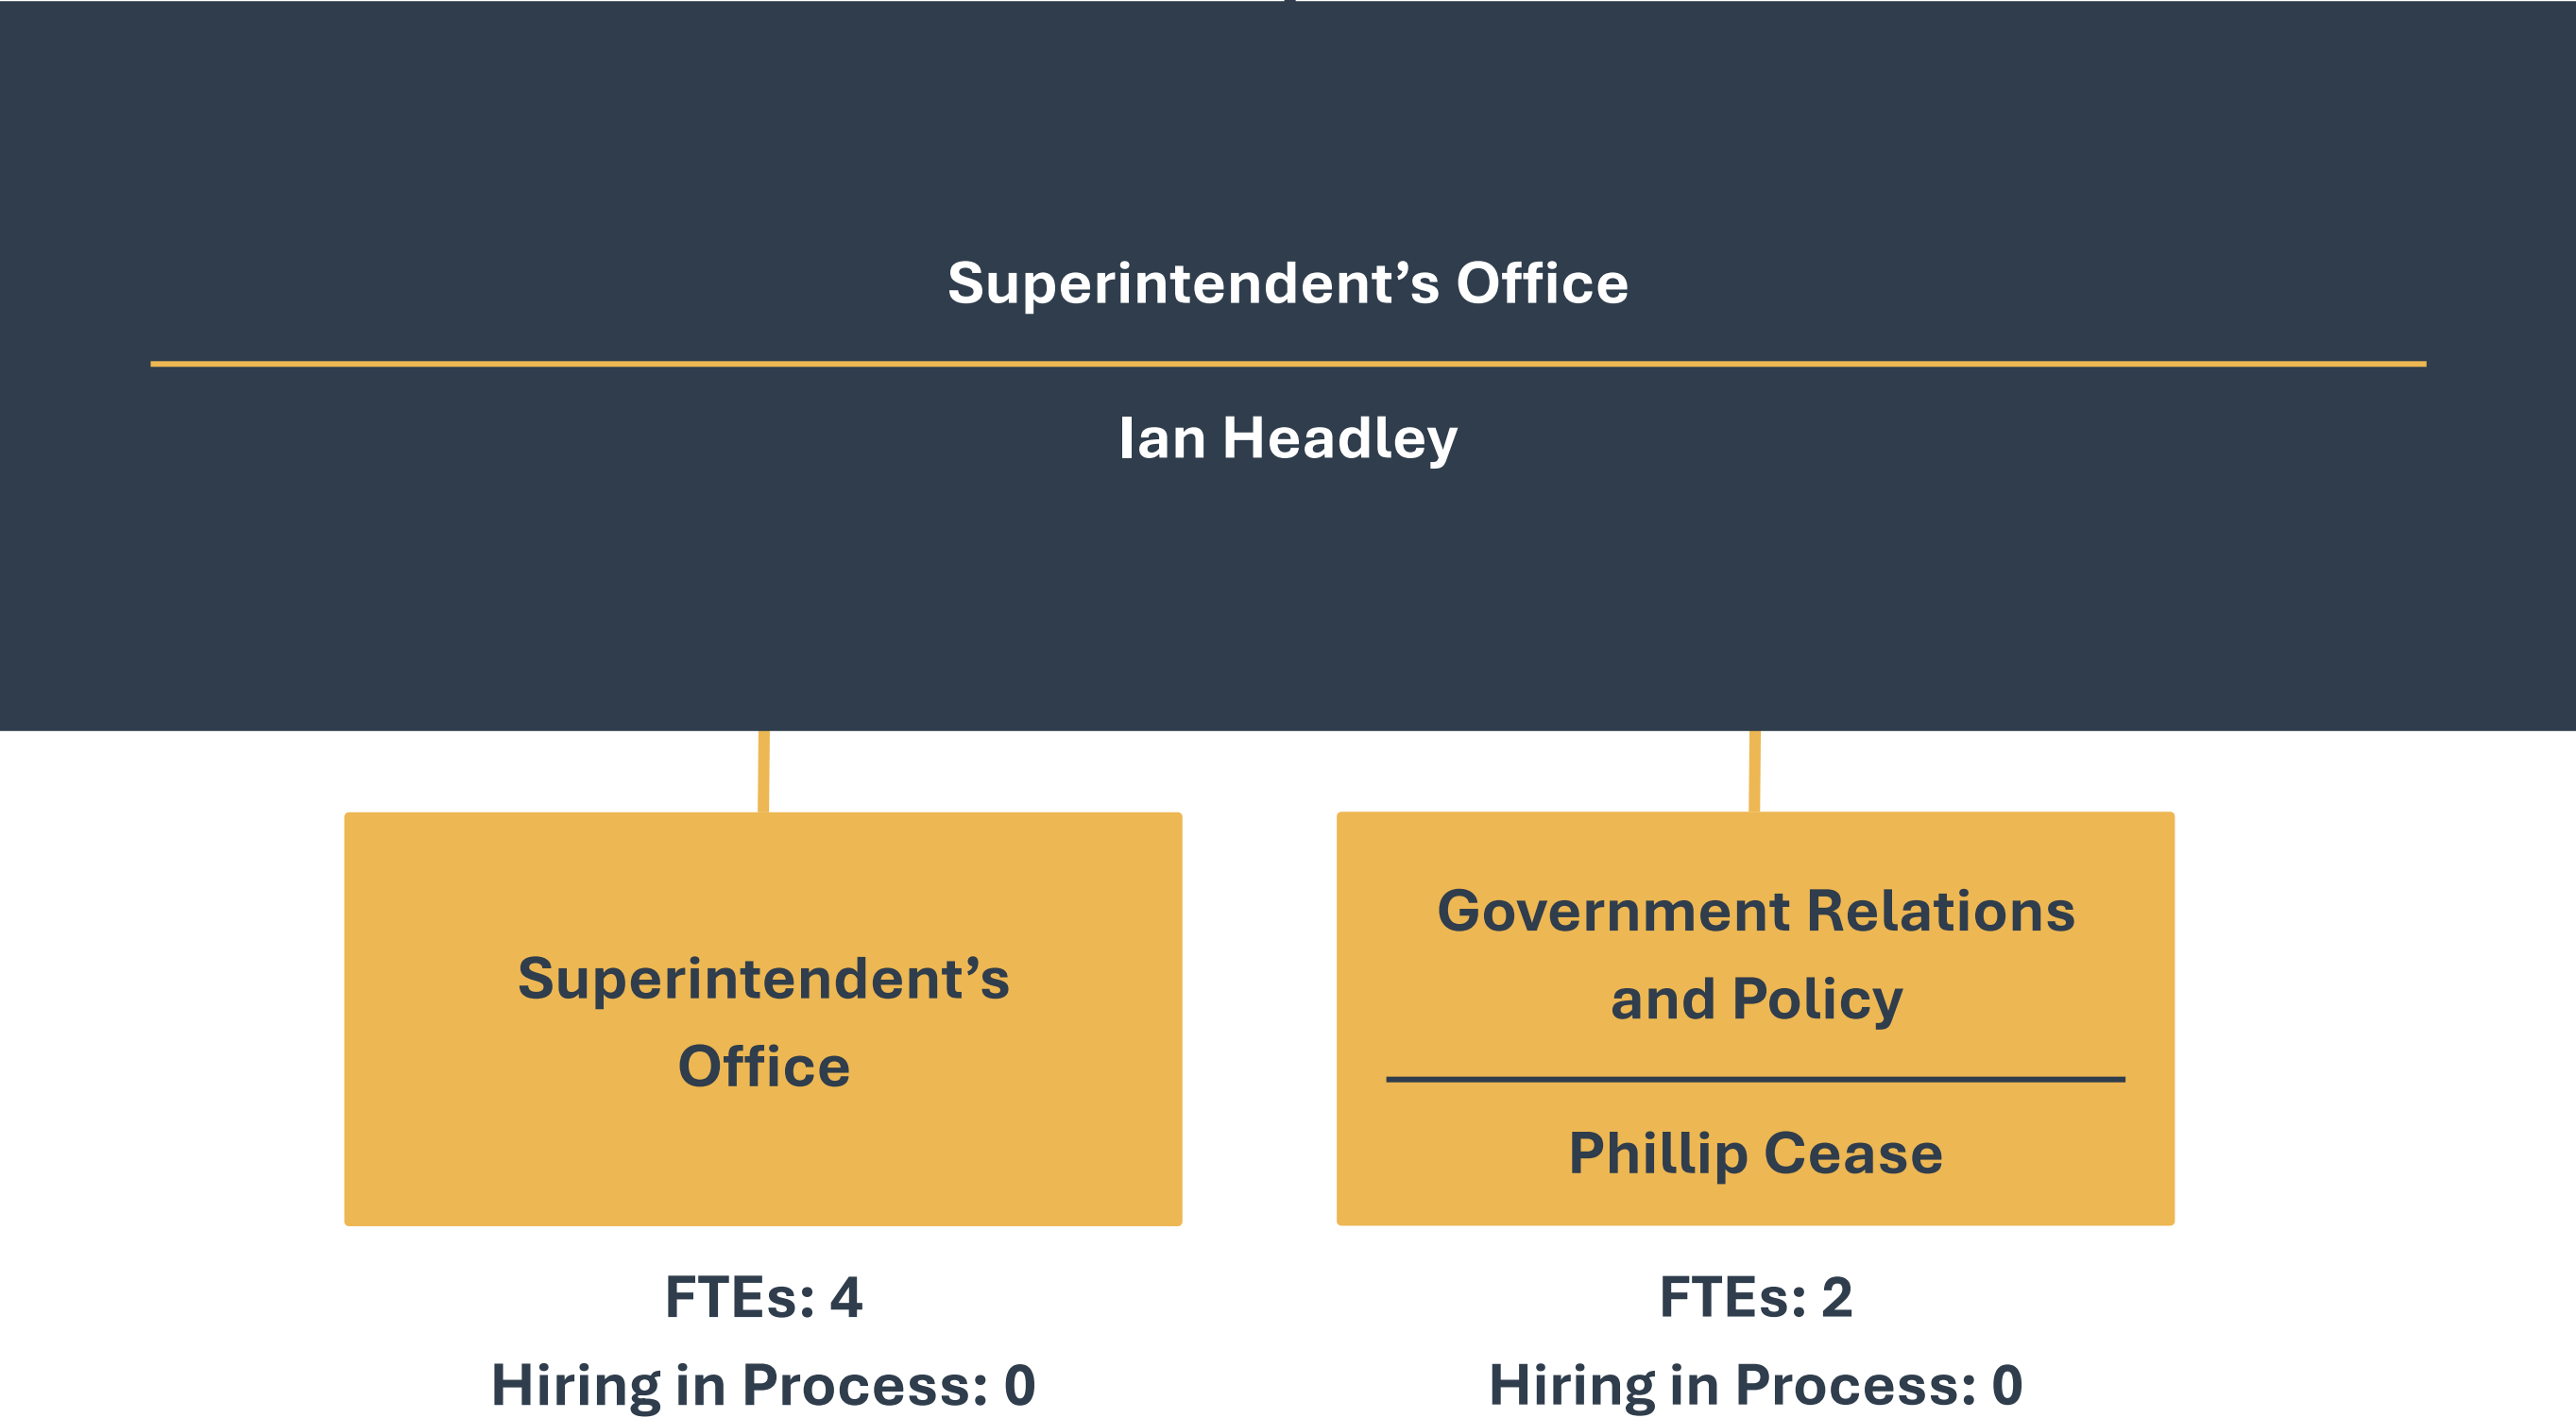 Superintendent’s Office
Ian Headley
Superintendent’s
Office
FTEs: 4
Hiring in Process: 0
Government Relations
and Policy
Phillip Cease
FTEs: 2
Hiring in Process: 0